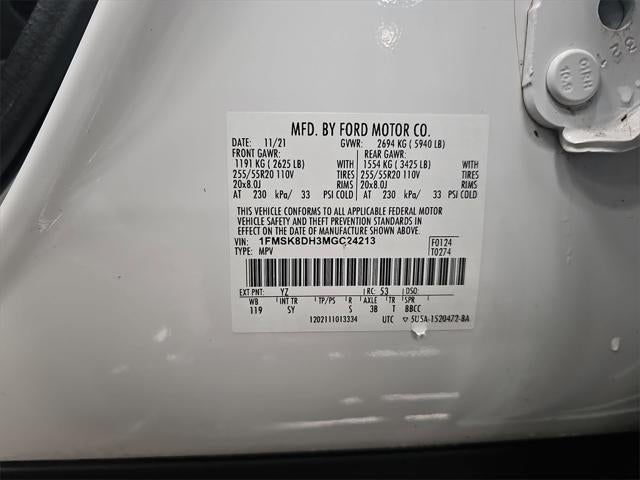 MFD. BY FORD MOTOR CO.
DATE: 11/21 GVWR: 2694 KG ( 5940 LB)
FRONT GAWR: REAR GAWR:
1191 KG ( 2625 LB) WITH 1554 KG ( 3425 LB) WITH
255/55R20 110V TIRES 255/55R20 110V TIRES
20x8.0J RIMS 20x8.0J RIMS
AT 230 kPa/ 33 PSI COLD AT 230 kPa/ 33 PSI COLD
THIS VEHICLE CONFORMS TO ALL APPLICABLE FEDERAL MOTOR
VEHICLE SAFETY AND THEFT PREVENTION STANDARDS IN EFFECT
ON THE DATE OF MANUFACTURE SHOWN ABOVE.
VIN: 1FMSK8DH3MGC24213 F0124
TYPE: MPV T0274
EXT PNT: YZ RC: 53 DSO:
WB INT TR TP/PS R AXLE TR SPR
119 SY S 3B T BBCC
1202111013334 UTC ▽ 5U5A-1520472-BA
10.9